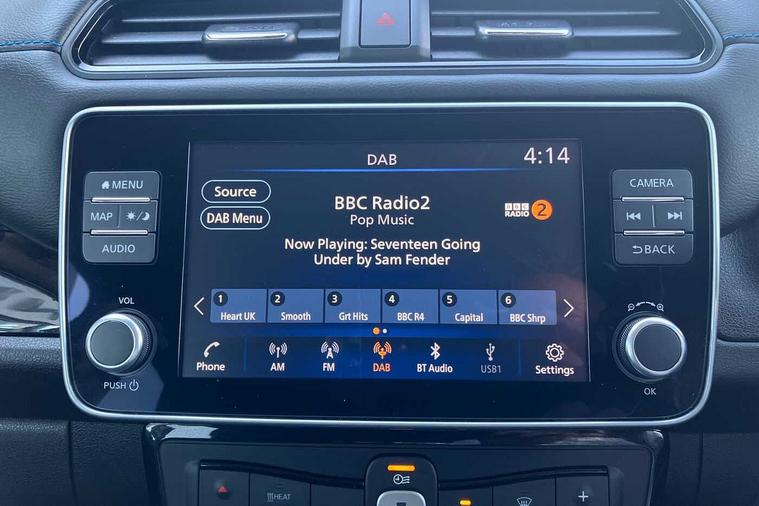 DAB
4:14
MENU
MAP
AUDIO
VOL
PUSH
Source
DAB Menu
BBC Radio2
Pop Music
BBC
RADIO 2
Now Playing: Seventeen Going
Under by Sam Fender
1 2 3 4 5 6
Heart UK Smooth Grt Hits BBC R4 Capital BBC Shrp
Phone AM FM DAB BT Audio USB1 Settings
CAMERA
BACK
OK
HEAT
+